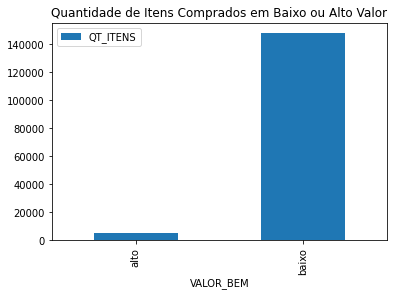 Quantidade de Itens Comprados em Baixo ou Alto Valor
QT_ITENS
140000
120000
100000
80000
60000
40000
20000
0
alto
baixo
VALOR_BEM